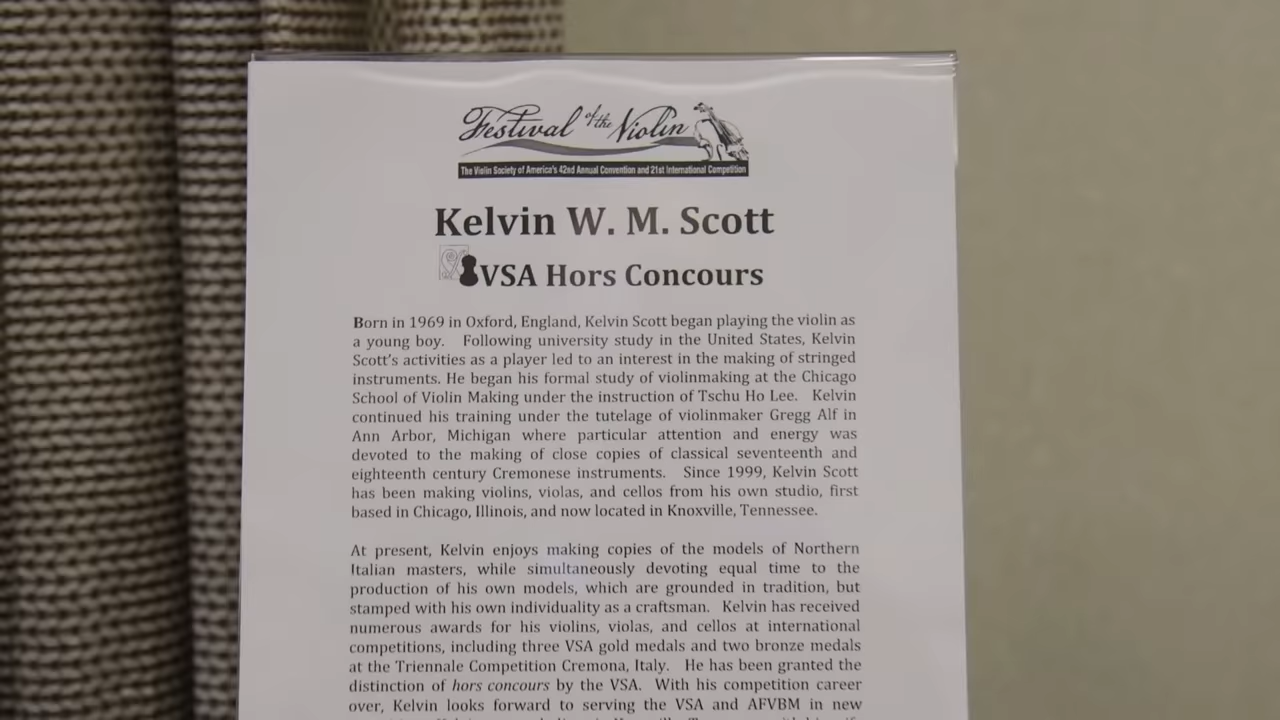 Festival of the Violin
The Violin Society of America's 42nd Annual Convention and 21st International Competition
Kelvin W. M. Scott
VSA Hors Concours
Born in 1969 in Oxford, England, Kelvin Scott began playing the violin as
a young boy. Following university study in the United States, Kelvin
Scott's activities as a player led to an interest in the making of stringed
instruments. He began his formal study of violinmaking at the Chicago
School of Violin Making under the instruction of Tschu Ho Lee. Kelvin
continued his training under the tutelage of violinmaker Gregg Alf in
Ann Arbor, Michigan where particular attention and energy was
devoted to the making of close copies of classical seventeenth and
eighteenth century Cremonese instruments. Since 1999, Kelvin Scott
has been making violins, violas, and cellos from his own studio, first
based in Chicago, Illinois, and now located in Knoxville, Tennessee.
At present, Kelvin enjoys making copies of the models of Northern
Italian masters, while simultaneously devoting equal time to the
production of his own models, which are grounded in tradition, but
stamped with his own individuality as a craftsman. Kelvin has received
numerous awards for his violins, violas, and cellos at international
competitions, including three VSA gold medals and two bronze medals
at the Triennale Competition Cremona, Italy. He has been granted the
distinction of hors concours by the VSA. With his competition career
over, Kelvin looks forward to serving the VSA and AFVBM in new